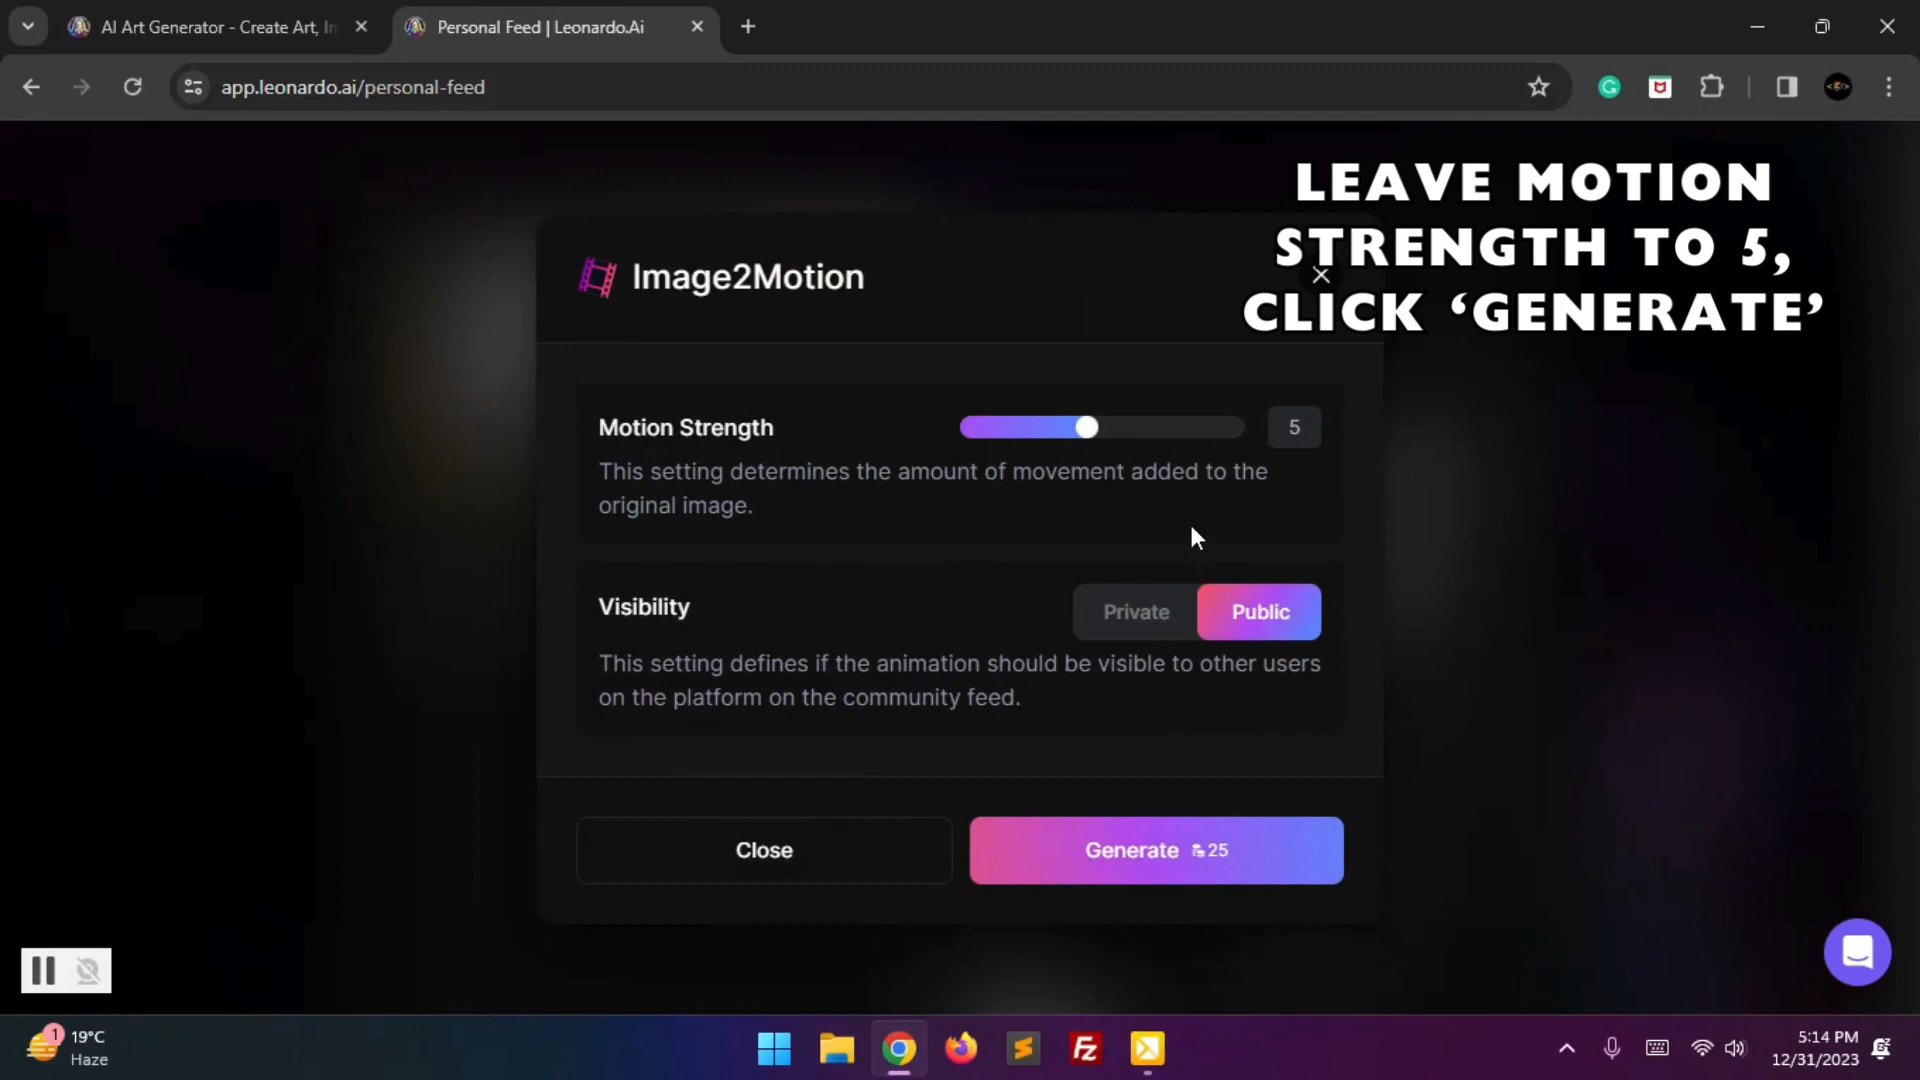 AI Art Generator - Create Art, Im
Personal Feed | Leonardo.Ai
app.leonardo.ai/personal-feed
LEAVE MOTION
STRENGTH TO 5,
CLICK ‘GENERATE’
Image2Motion
Motion Strength
5
This setting determines the amount of movement added to the
original image.
Visibility
Private
Public
This setting defines if the animation should be visible to other users
on the platform on the community feed.
Close
Generate 25
1
19°C
Haze
5:14 PM
12/31/2023